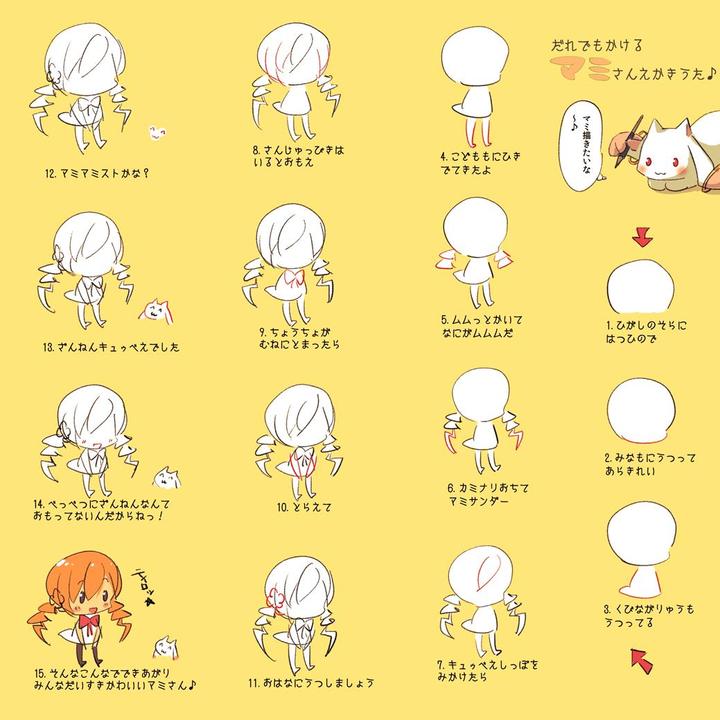 だれでもかける
マミさんえかきうた♪
マミ描きたいな
～♪
1.ひがしのそらに
はつひので
2.みなもにうつって
あらきれい
3.くびながりゅうも
うつってる
4.こどももにひき
でてきたよ
5.ムムっとかいて
なにがムムムだ
6.カミナリおちて
マミサンダー
7.キュゥべえしっぽを
みかけたら
8.さんじゅっぴきは
いるとおもえ
9.ちょうちょが
むねにとまったら
10.とらえて
11.おはなにうつしましょう
12.アミアミストかな?
13.ざんねんキュゥべえでした
14.べっべつにざんねんなんて
おもってないんだからねっ!
ティロッ★
15.そんなこんなでできあがり
みんなだいすきかわいいアミさん♪